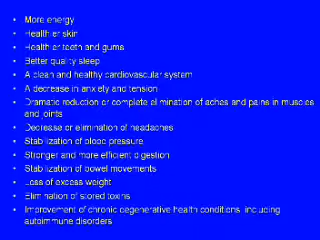 • More energy
• Healthier skin
• Healthier teeth and gums
• Better quality sleep
• A clean and healthy cardiovascular system
• A decrease in anxiety and tension
• Dramatic reduction or complete elimination of aches and pains in muscles
and joints
• Decrease or elimination of headaches
• Stabilization of blood pressure
• Stronger and more efficient digestion
• Stabilization of bowel movements
• Loss of excess weight
• Elimination of stored toxins
• Improvement of chronic degenerative health conditions, including
autoimmune disorders